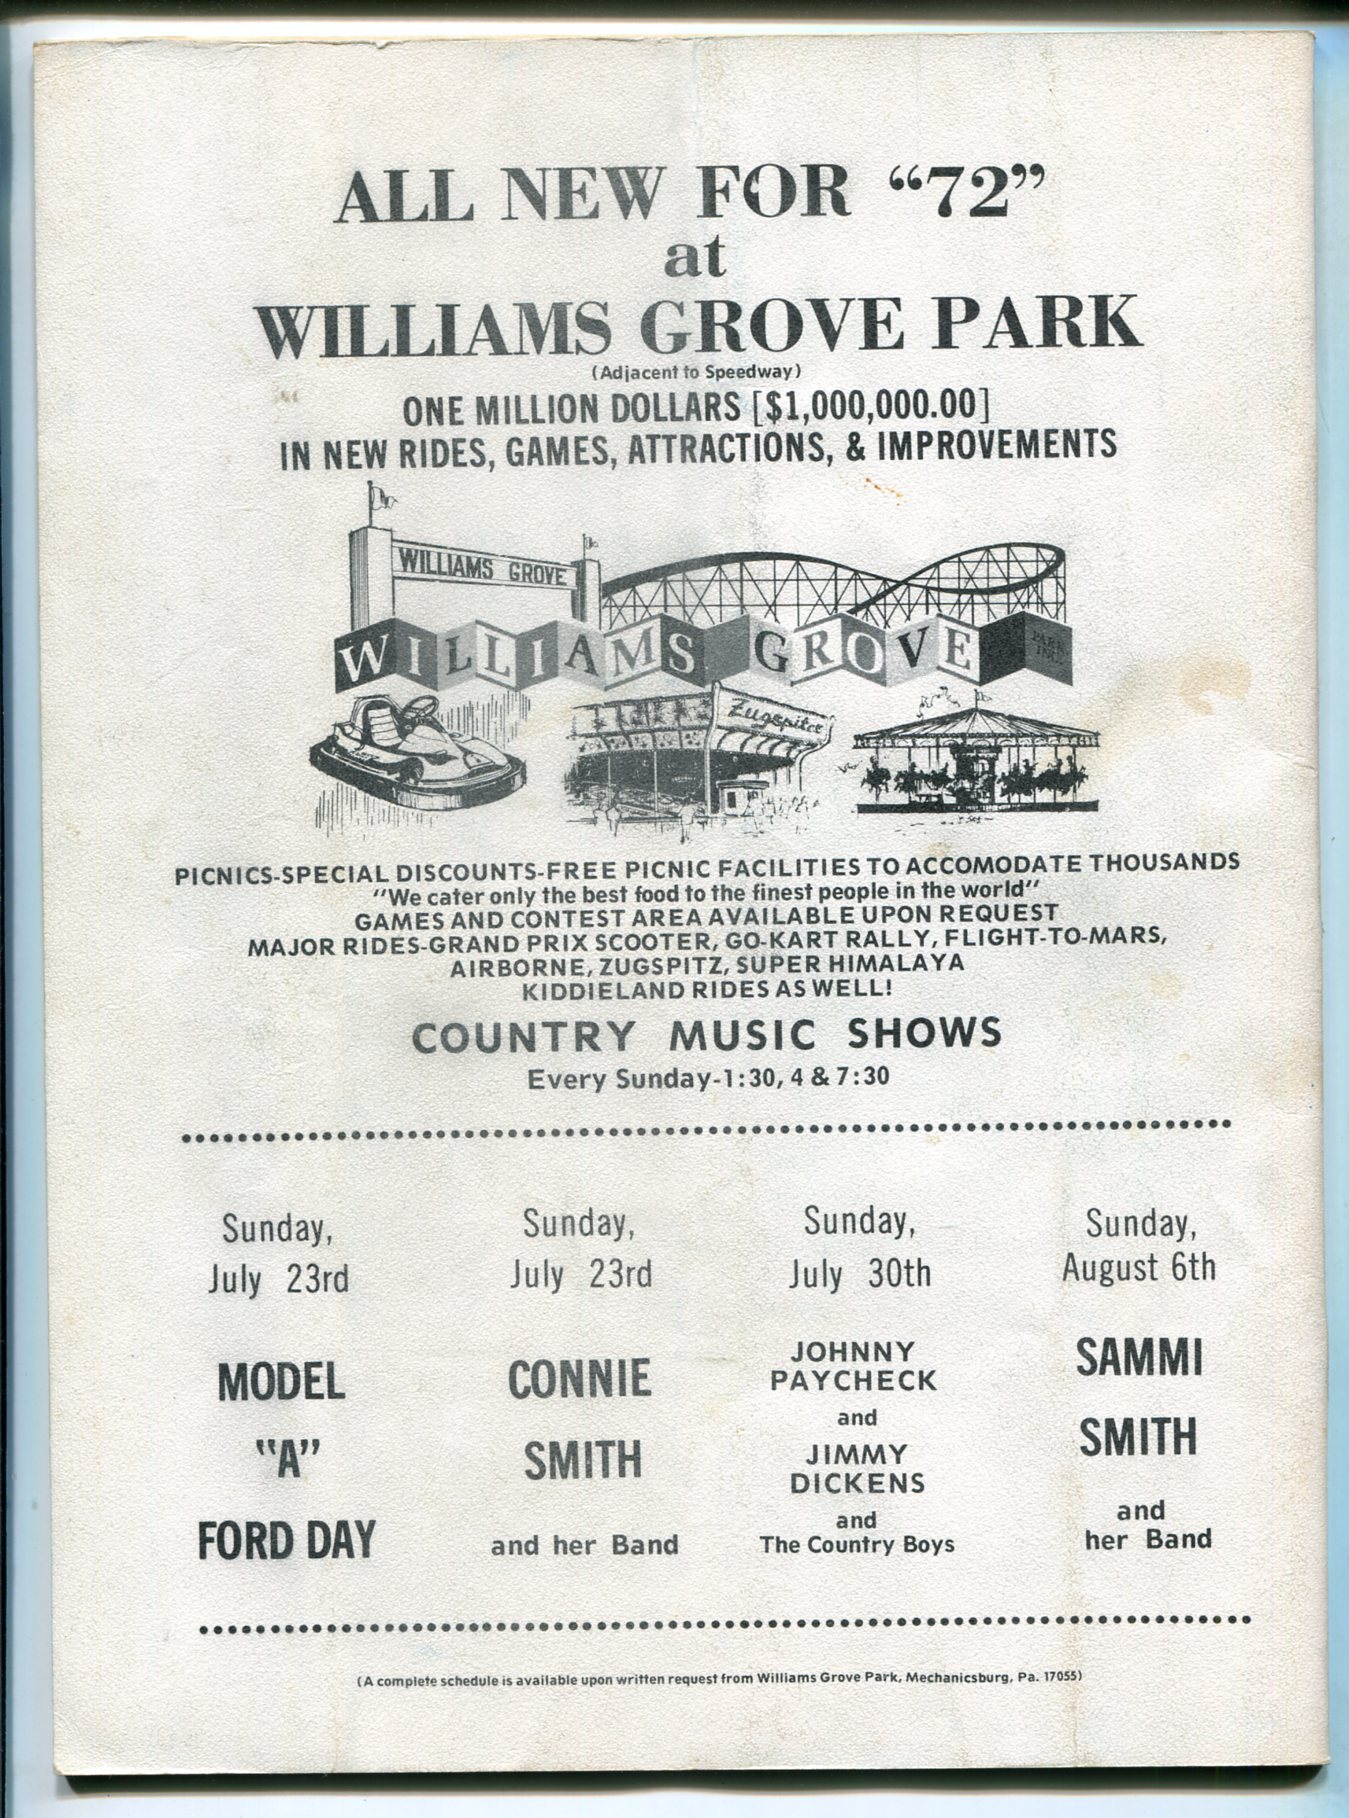 ALL NEW FOR “72”
at
WILLIAMS GROVE PARK
(Adjacent to Speedway)
ONE MILLION DOLLARS [$1,000,000.00]
IN NEW RIDES, GAMES, ATTRACTIONS, & IMPROVEMENTS
WILLIAMS GROVE
WILLIAMS GROVE PARK INC.
Zugspitze
PICNICS-SPECIAL DISCOUNTS-FREE PICNIC FACILITIES TO ACCOMODATE THOUSANDS
"We cater only the best food to the finest people in the world"
GAMES AND CONTEST AREA AVAILABLE UPON REQUEST
MAJOR RIDES-GRAND PRIX SCOOTER, GO-KART RALLY, FLIGHT-TO-MARS,
AIRBORNE, ZUGSPITZ, SUPER HIMALAYA
KIDDIELAND RIDES AS WELL!
COUNTRY MUSIC SHOWS
Every Sunday-1:30, 4 & 7:30
Sunday,
July 23rd
MODEL
“A”
FORD DAY
Sunday,
July 23rd
CONNIE
SMITH
and her Band
Sunday,
July 30th
JOHNNY
PAYCHECK
and
JIMMY
DICKENS
and
The Country Boys
Sunday,
August 6th
SAMMI
SMITH
and
her Band
(A complete schedule is available upon written request from Williams Grove Park, Mechanicsburg, Pa. 17055)